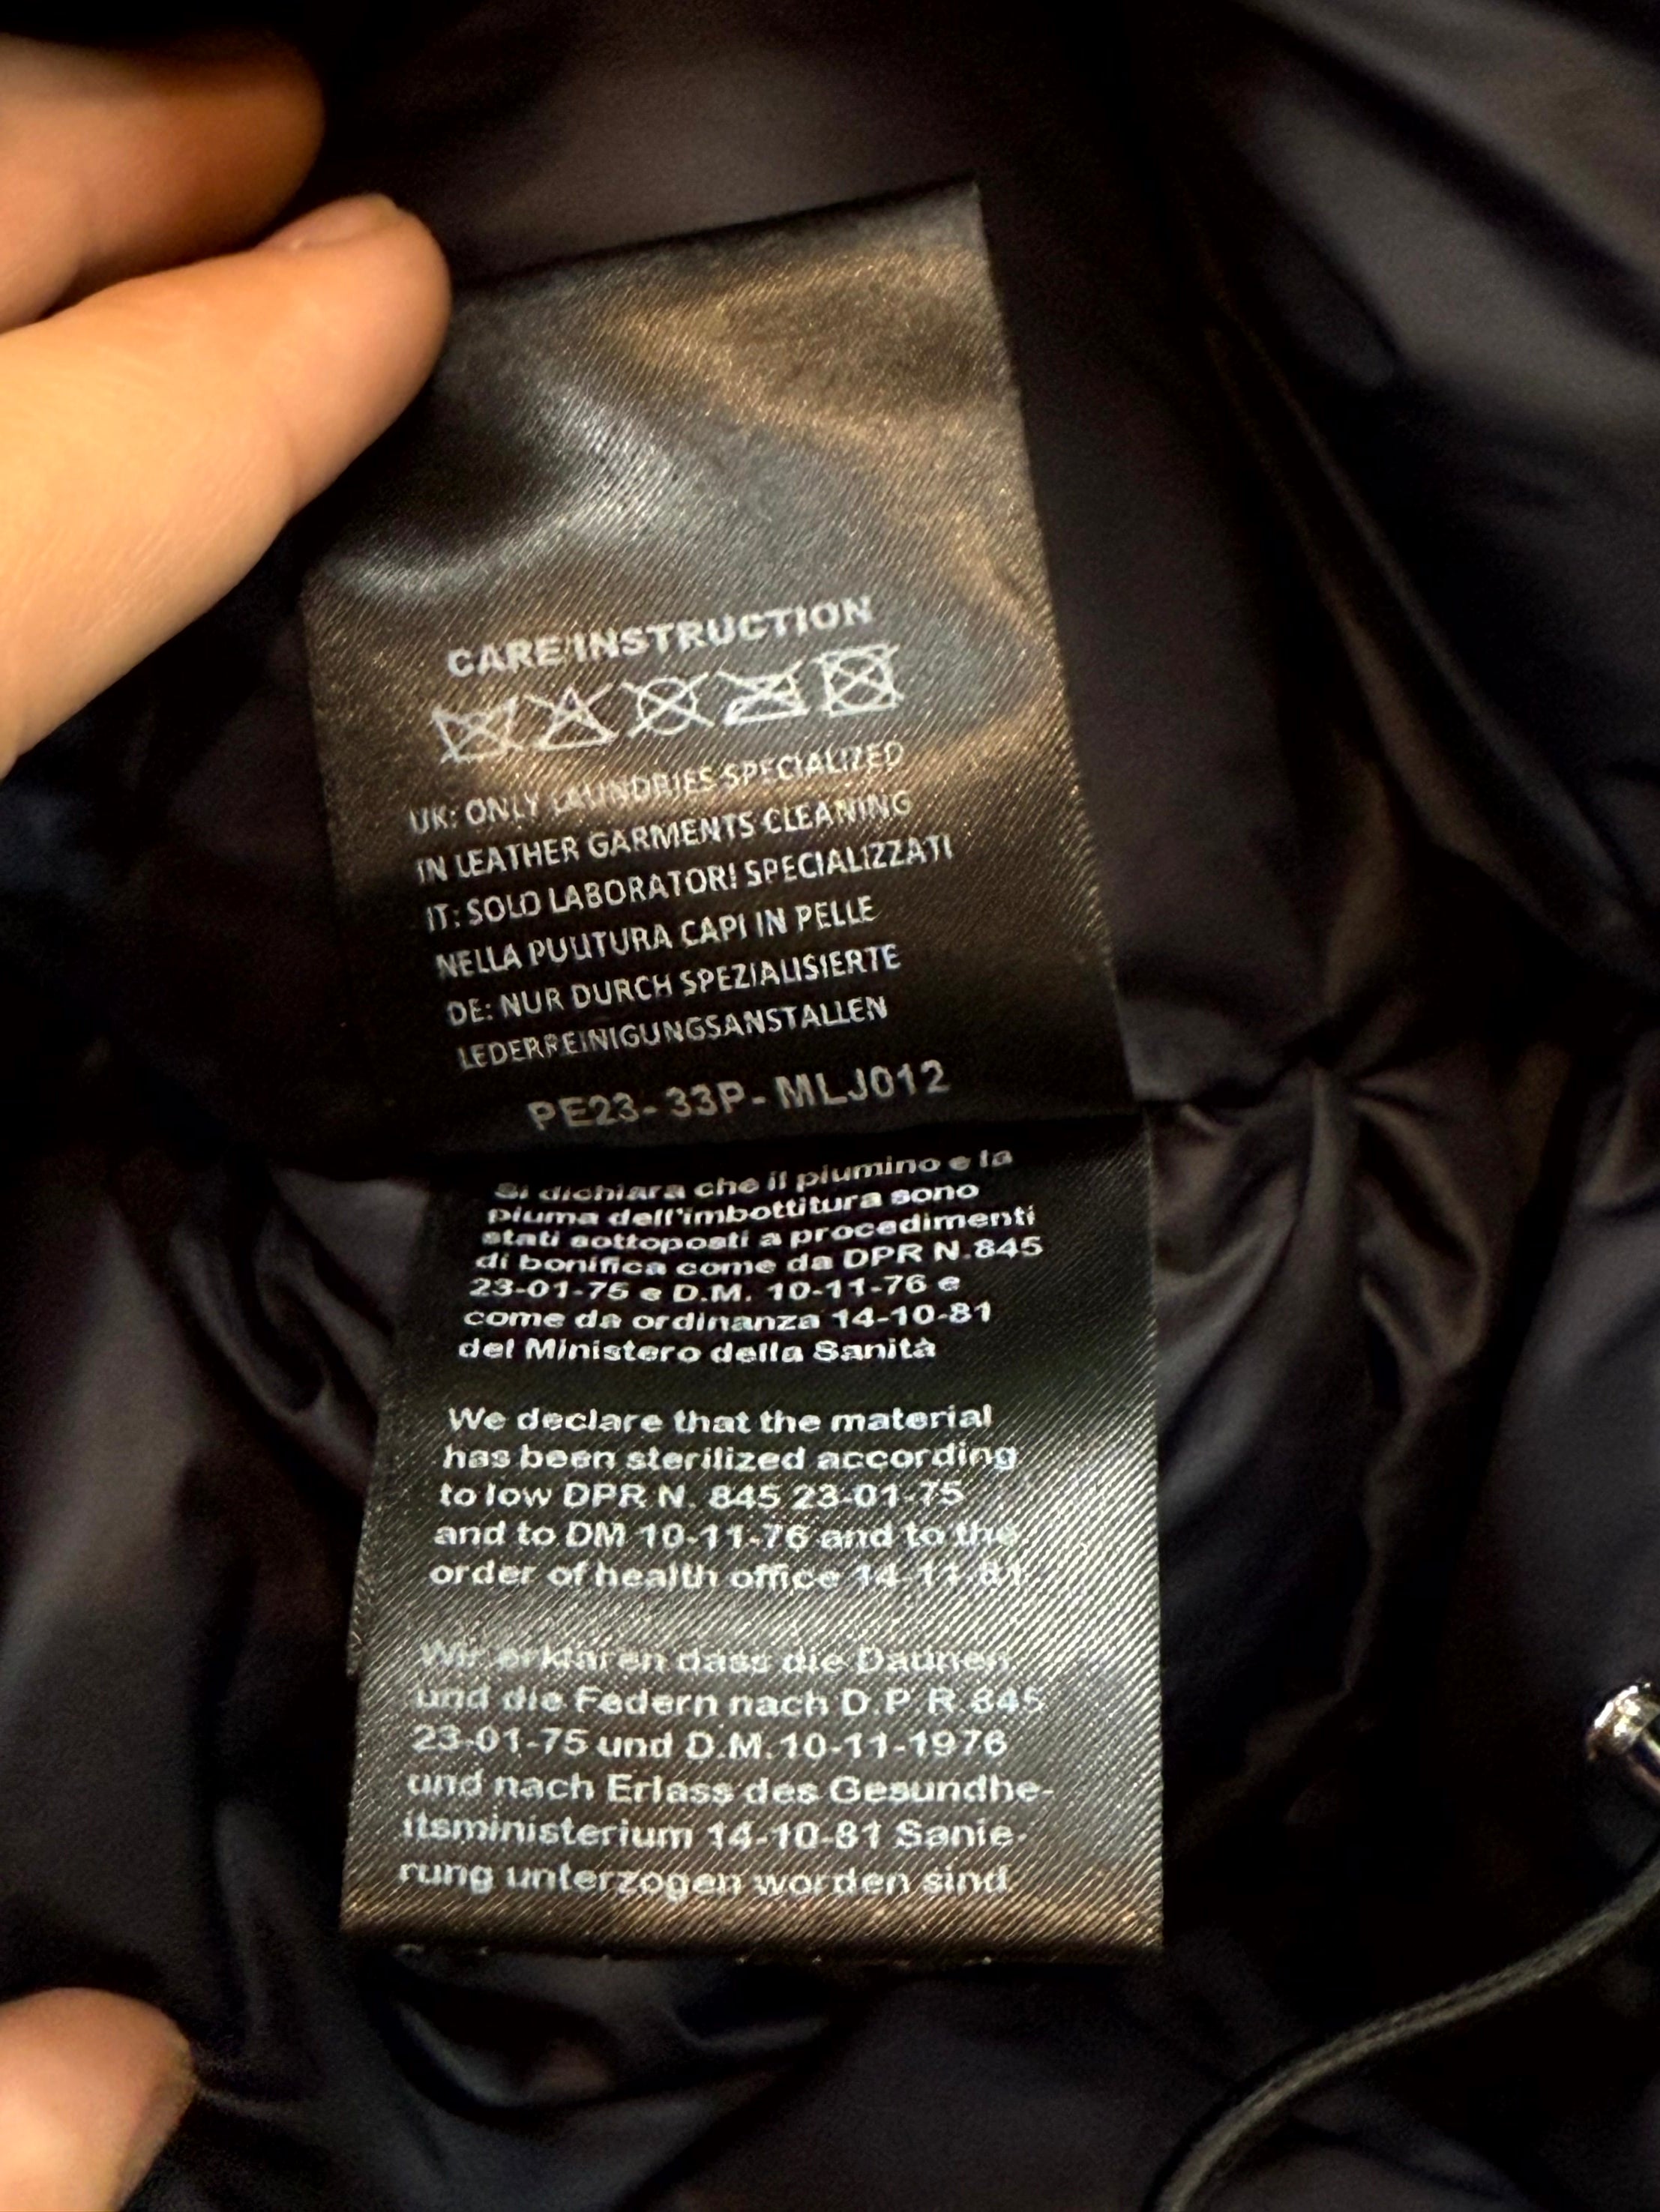 CARE/INSTRUCTION
UK: ONLY LAUNDRIES SPECIALIZED
IN LEATHER GARMENTS CLEANING
IT: SOLO LABORATORI SPECIALIZZATI
NELLA PULITURA CAPI IN PELLE
DE: NUR DURCH SPEZIALISIERTE
LEDERREINIGUNGSANSTALLEN
PE23-33P-MLJ012
Si dichiara che il piumino e la
piuma dell'imbottitura sono
stati sottoposti a procedimenti
di bonifica come da DPR N.845
23-01-75 e D.M. 10-11-76 e
come da ordinanza 14-10-81
del Ministero della Sanità
We declare that the material
has been sterilized according
to low DPR N. 845 23-01-75
and to DM 10-11-76 and to the
order of health office 14-11-81.
Wir erklaren dass die Daunen
und die Federn nach D.P.R.845
23-01-75 und D.M.10-11-1976
und nach Erlass des Gesundhe-
itsministerium 14-10-81 Sanie-
rung unterzogen worden sind.